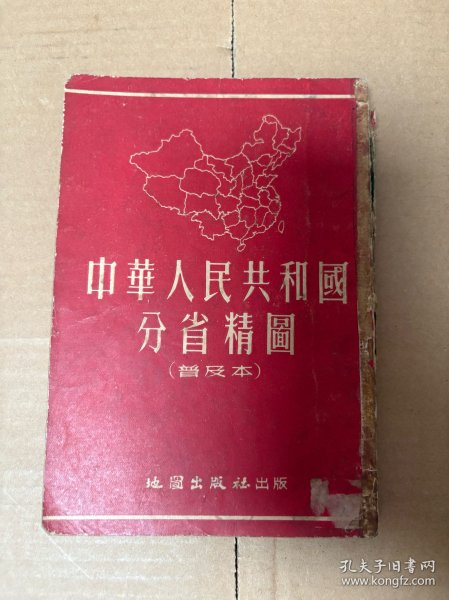 中華人民共和國
分省精圖
(普及本)
地圖出版社出版
孔夫子旧书网
www.kongfz.com